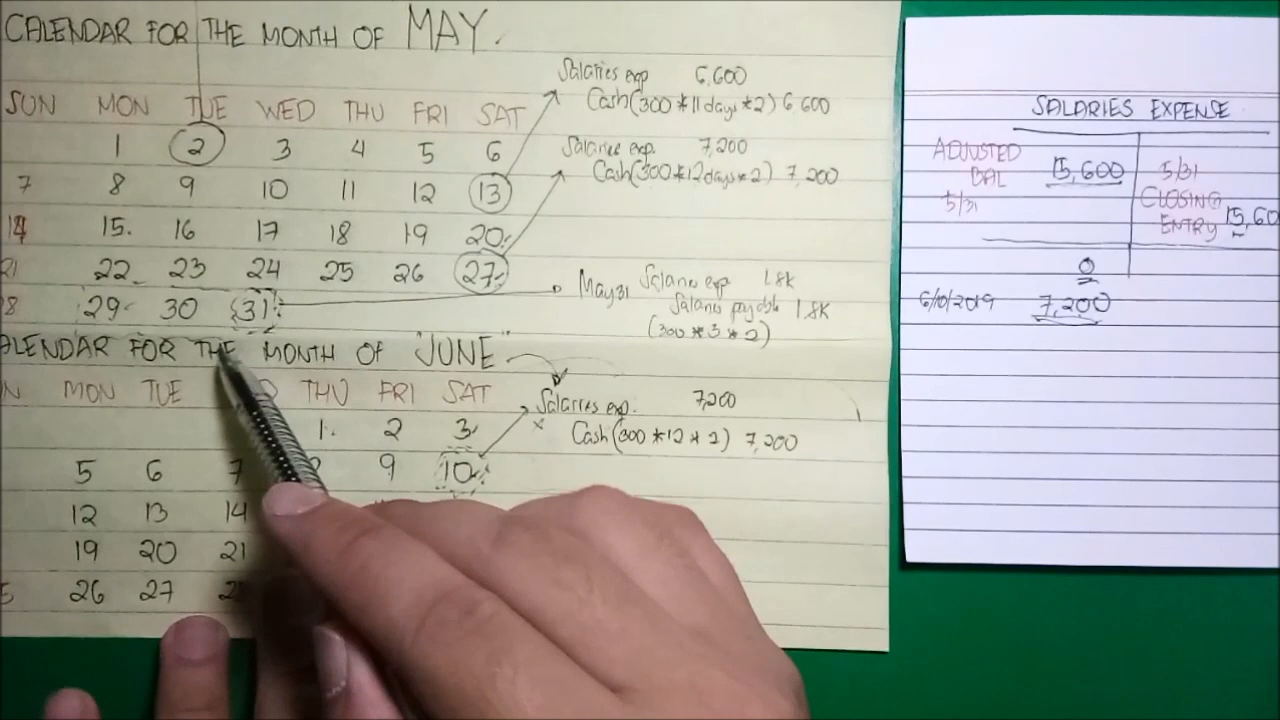 CALENDAR FOR THE MONTH OF MAY.
SUN MON TUE WED THU FRI SAT
1 2 3 4 5 6
7 8 9 10 11 12 13
14 15. 16 17 18 19 20.
21 22 23 24 25 26 27.
28 29 30 {31}
Salaries exp 6,600
Cash (300*11days*2) 6 600
Salaries exp. 7,200
Cash (300*12days*2) 7,200
May 31 Salaries exp 1.8K
Salaries payable 1.8K
(300*3*2)
CALENDAR FOR THE MONTH OF "JUNE"
MON TUE THU FRI SAT
1. 2 3
5 6 7 9 10
12 13 14
19 20 21
26 27
Salaries exp. 7,200
x Cash (300*12*2) 7,200
SALARIES EXPENSE
ADJUSTED BAL 5/31 15,600
5/31 CLOSING ENTRY 15,60
0
6/10/2019 7,200